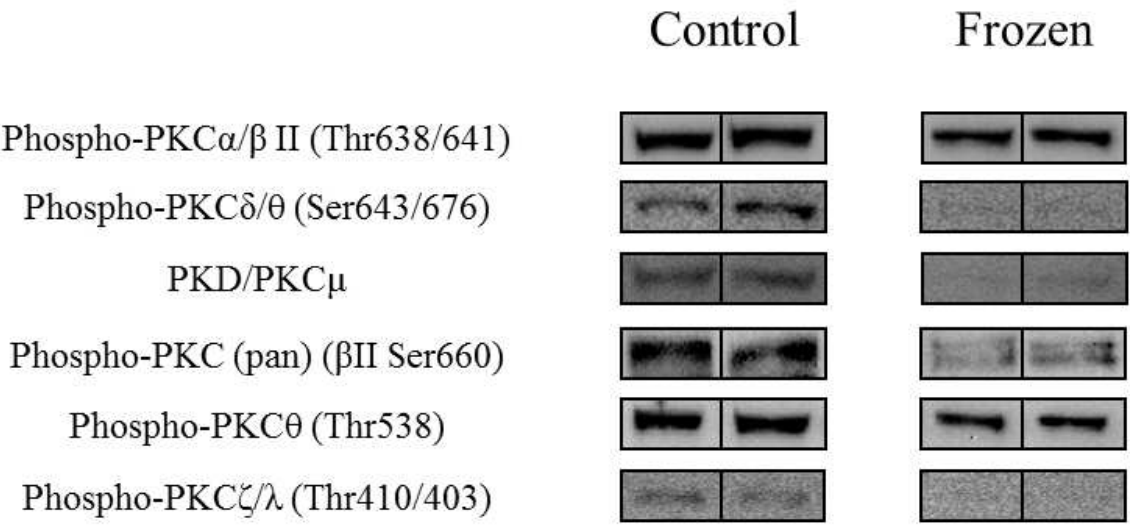 Control Frozen
Phospho-PKCα/β II (Thr638/641)
Phospho-PKCδ/θ (Ser643/676)
PKD/PKCμ
Phospho-PKC (pan) (βII Ser660)
Phospho-PKCθ (Thr538)
Phospho-PKCζ/λ (Thr410/403)